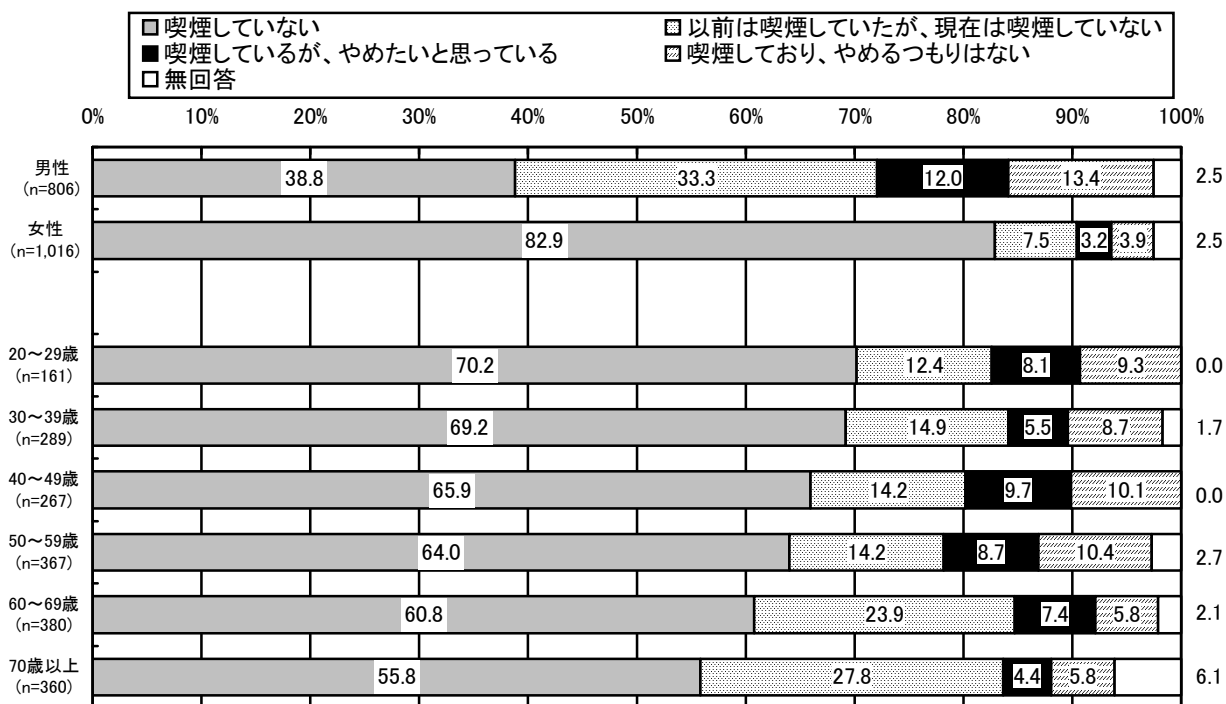 喫煙していない 以前は喫煙していたが、現在は喫煙していない
喫煙しているが、やめたいと思っている 喫煙しており、やめるつもりはない
無回答
0% 10% 20% 30% 40% 50% 60% 70% 80% 90% 100%
男性
(n=806)
38.8 33.3 12.0 13.4 2.5
女性
(n=1,016)
82.9 7.5 3.2 3.9 2.5
20～29歳
(n=161)
70.2 12.4 8.1 9.3 0.0
30～39歳
(n=289)
69.2 14.9 5.5 8.7 1.7
40～49歳
(n=267)
65.9 14.2 9.7 10.1 0.0
50～59歳
(n=367)
64.0 14.2 8.7 10.4 2.7
60～69歳
(n=380)
60.8 23.9 7.4 5.8 2.1
70歳以上
(n=360)
55.8 27.8 4.4 5.8 6.1